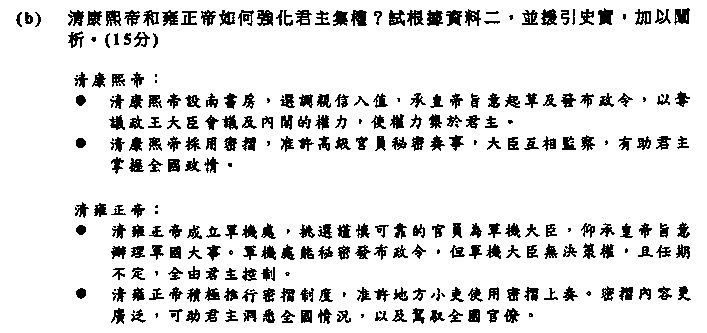 (b) 清康熙帝和雍正帝如何強化君主集權？試根據資料二，並援引史實，加以闡
析。(15分)
清康熙帝：
● 清康熙帝設南書房，選調親信入值，承皇帝旨意起草及發布政令，以奪
議政王大臣會議及內閣的權力，使權力集於君主。
● 清康熙帝採用密摺，准許高級官員秘密奏事，大臣互相監察，有助君主
掌握全國政情。
清雍正帝：
● 清雍正帝成立軍機處，挑選謹慎可靠的官員為軍機大臣，仰承皇帝旨意
辦理軍國大事。軍機處能秘密發布政令，但軍機大臣無決策權，且任期
不定，全由君主控制。
● 清雍正帝積極推行密摺制度，准許地方小吏使用密摺上奏。密摺內容更
廣泛，可助君主洞悉全國情況，以及駕馭全國官僚。